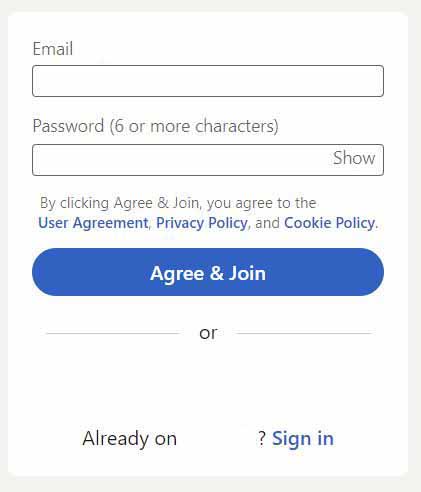 Email
Password (6 or more characters)
Show
By clicking Agree & Join, you agree to the
User Agreement, Privacy Policy, and Cookie Policy.
Agree & Join
or
Already on ? Sign in